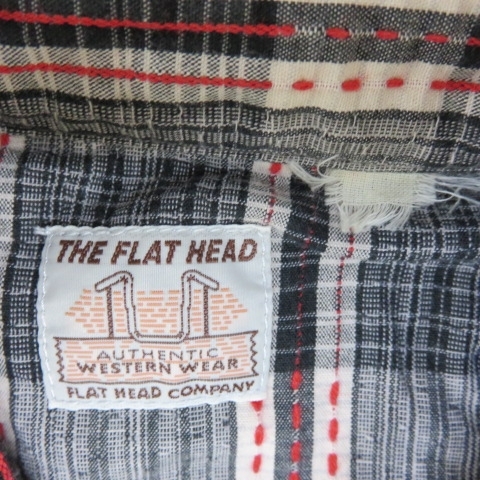 THE FLAT HEAD
AUTHENTIC
WESTERN WEAR
FLAT HEAD COMPANY